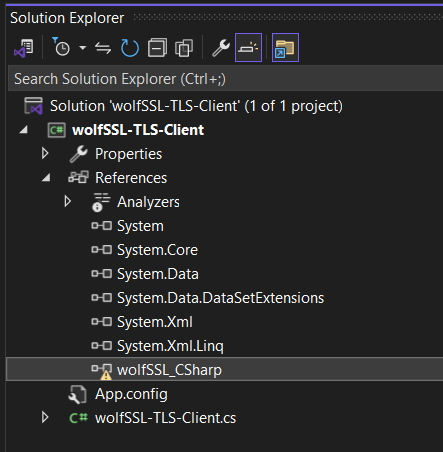 Solution Explorer
Search Solution Explorer (Ctrl+;)
Solution 'wolfSSL-TLS-Client' (1 of 1 project)
C# wolfSSL-TLS-Client
Properties
References
Analyzers
System
System.Core
System.Data
System.Data.DataSetExtensions
System.Xml
System.Xml.Linq
wolfSSL_CSharp
App.config
C# wolfSSL-TLS-Client.cs